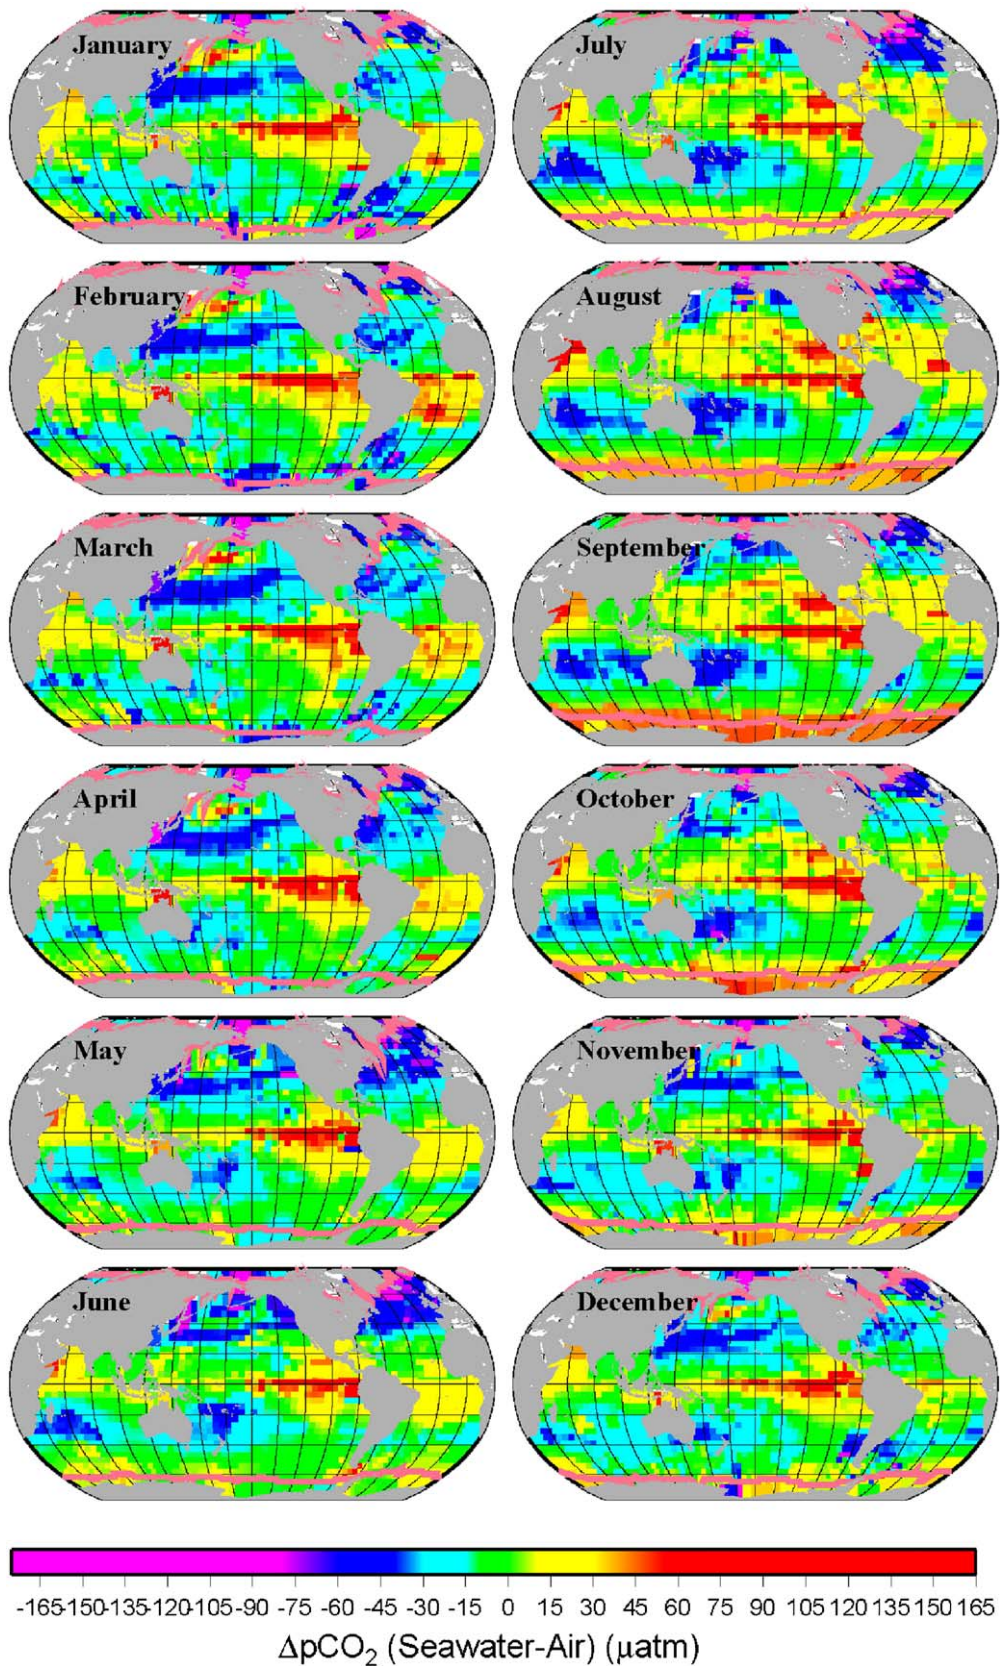 January
July
February
August
March
September
April
October
May
November
June
December
-165-150-135-120-105-90 -75 -60 -45 -30 -15 0 15 30 45 60 75 90 105 120 135 150 165
ΔpCO₂ (Seawater-Air) (µatm)